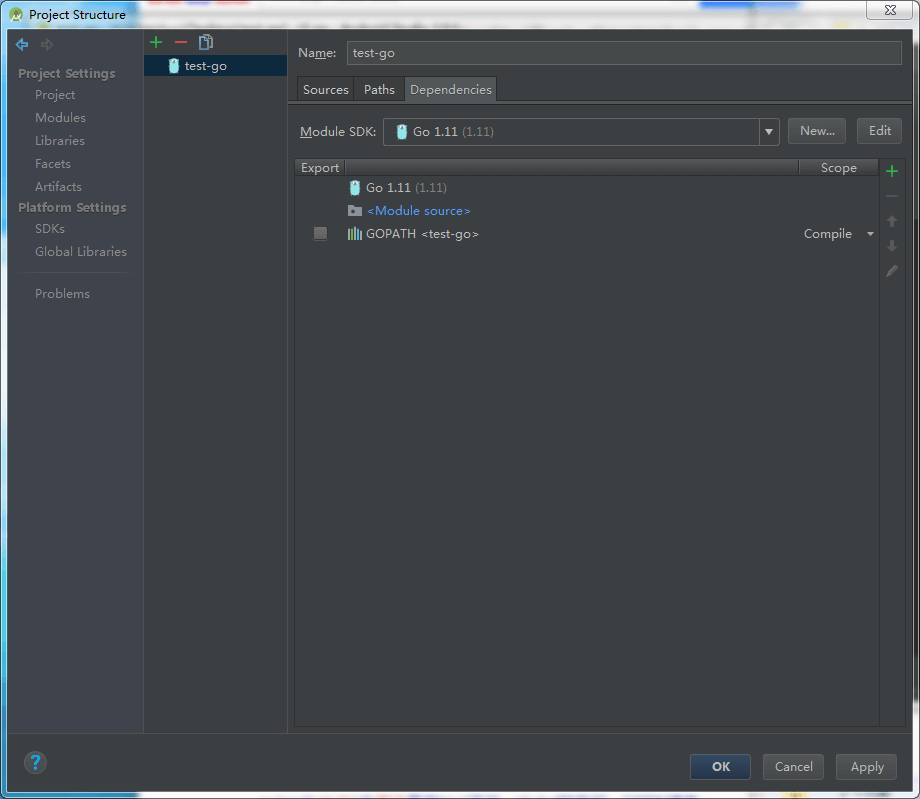 Project Structure
Project Settings
Project
Modules
Libraries
Facets
Artifacts
Platform Settings
SDKs
Global Libraries
Problems
test-go
Name: test-go
Sources Paths Dependencies
Module SDK: Go 1.11 (1.11) New... Edit
Export Scope
Go 1.11 (1.11)
<Module source>
GOPATH <test-go> Compile
? OK Cancel Apply